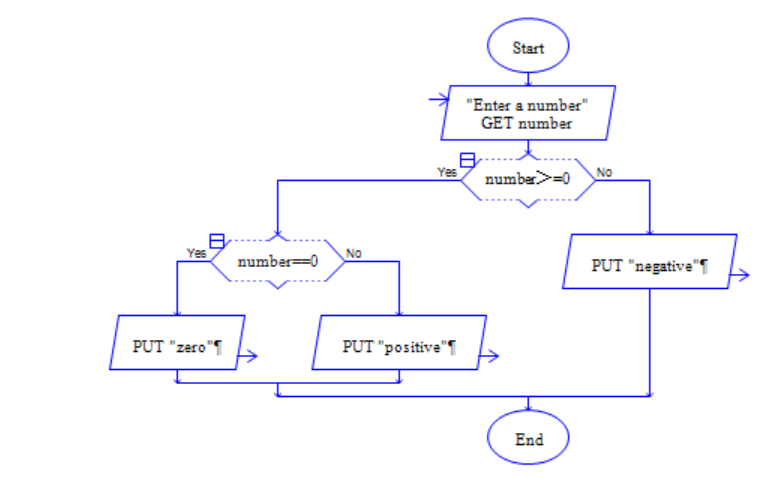 Start
"Enter a number"
GET number
Yes
number>=0
No
Yes
number==0
No
PUT "negative"¶
PUT "zero"¶
PUT "positive"¶
End